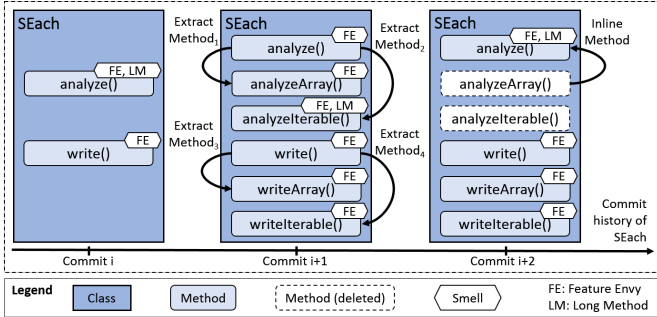 SEach
FE, LM
analyze()
FE
write()
Commit i
Extract
Method1
Extract
Method3
SEach
FE
analyze()
FE
analyzeArray()
FE, LM
analyzeIterable()
FE
write()
FE
writeArray()
FE
writeIterable()
Commit i+1
Extract
Method2
Extract
Method4
SEach
FE, LM
analyze()
analyzeArray()
analyzeIterable()
FE
write()
FE
writeArray()
FE
writeIterable()
Commit i+2
Inline
Method
Commit
history of
SEach
Legend
Class
Method
Method (deleted)
Smell
FE: Feature Envy
LM: Long Method